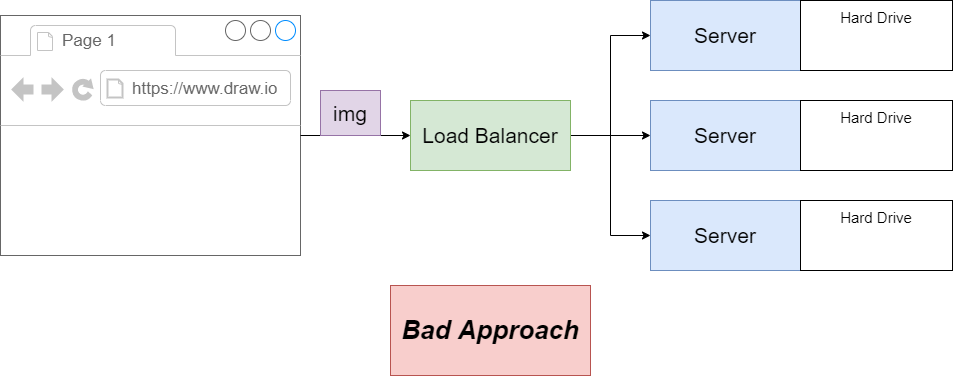 Page 1
https://www.draw.io
img
Load Balancer
Server
Hard Drive
Server
Hard Drive
Server
Hard Drive
Bad Approach